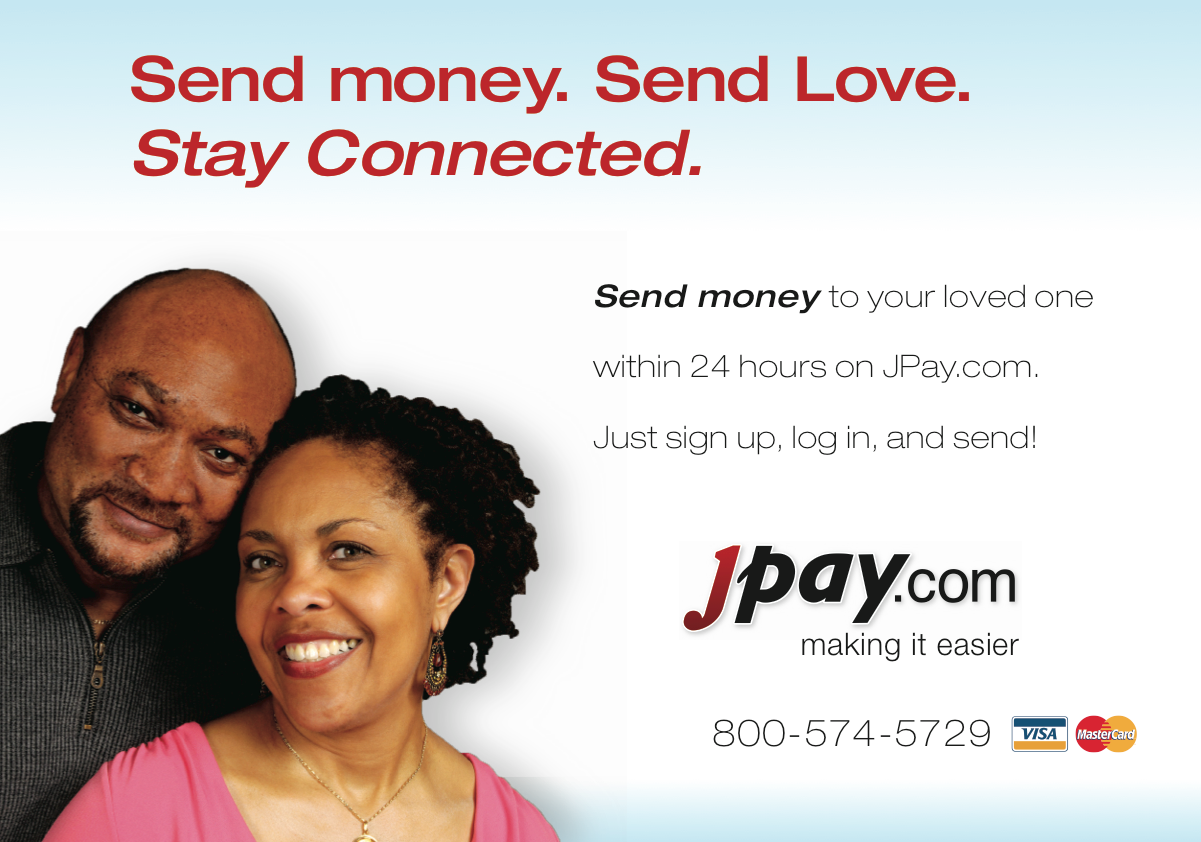 Send money. Send Love.
Stay Connected.
Send money to your loved one
within 24 hours on JPay.com.
Just sign up, log in, and send!
Jpay.com
making it easier
800-574-5729 VISA MasterCard